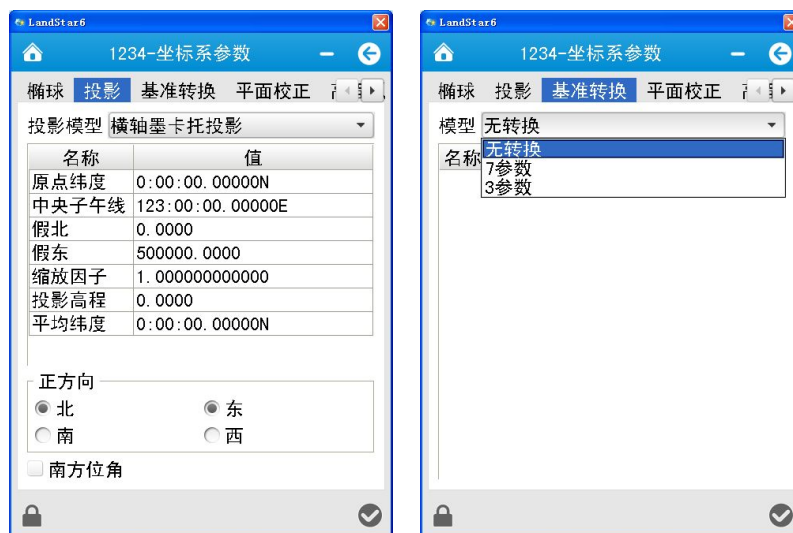 LandStar6
1234-坐标系参数
椭球 投影 基准转换 平面校正
投影模型 横轴墨卡托投影
名称 值
原点纬度 0:00:00.00000N
中央子午线 123:00:00.00000E
假北 0.0000
假东 500000.0000
缩放因子 1.000000000000
投影高程 0.0000
平均纬度 0:00:00.00000N
正方向
北 东
南 西
南方位角
LandStar6
1234-坐标系参数
椭球 投影 基准转换 平面校正
模型 无转换
名称
无转换
7参数
3参数